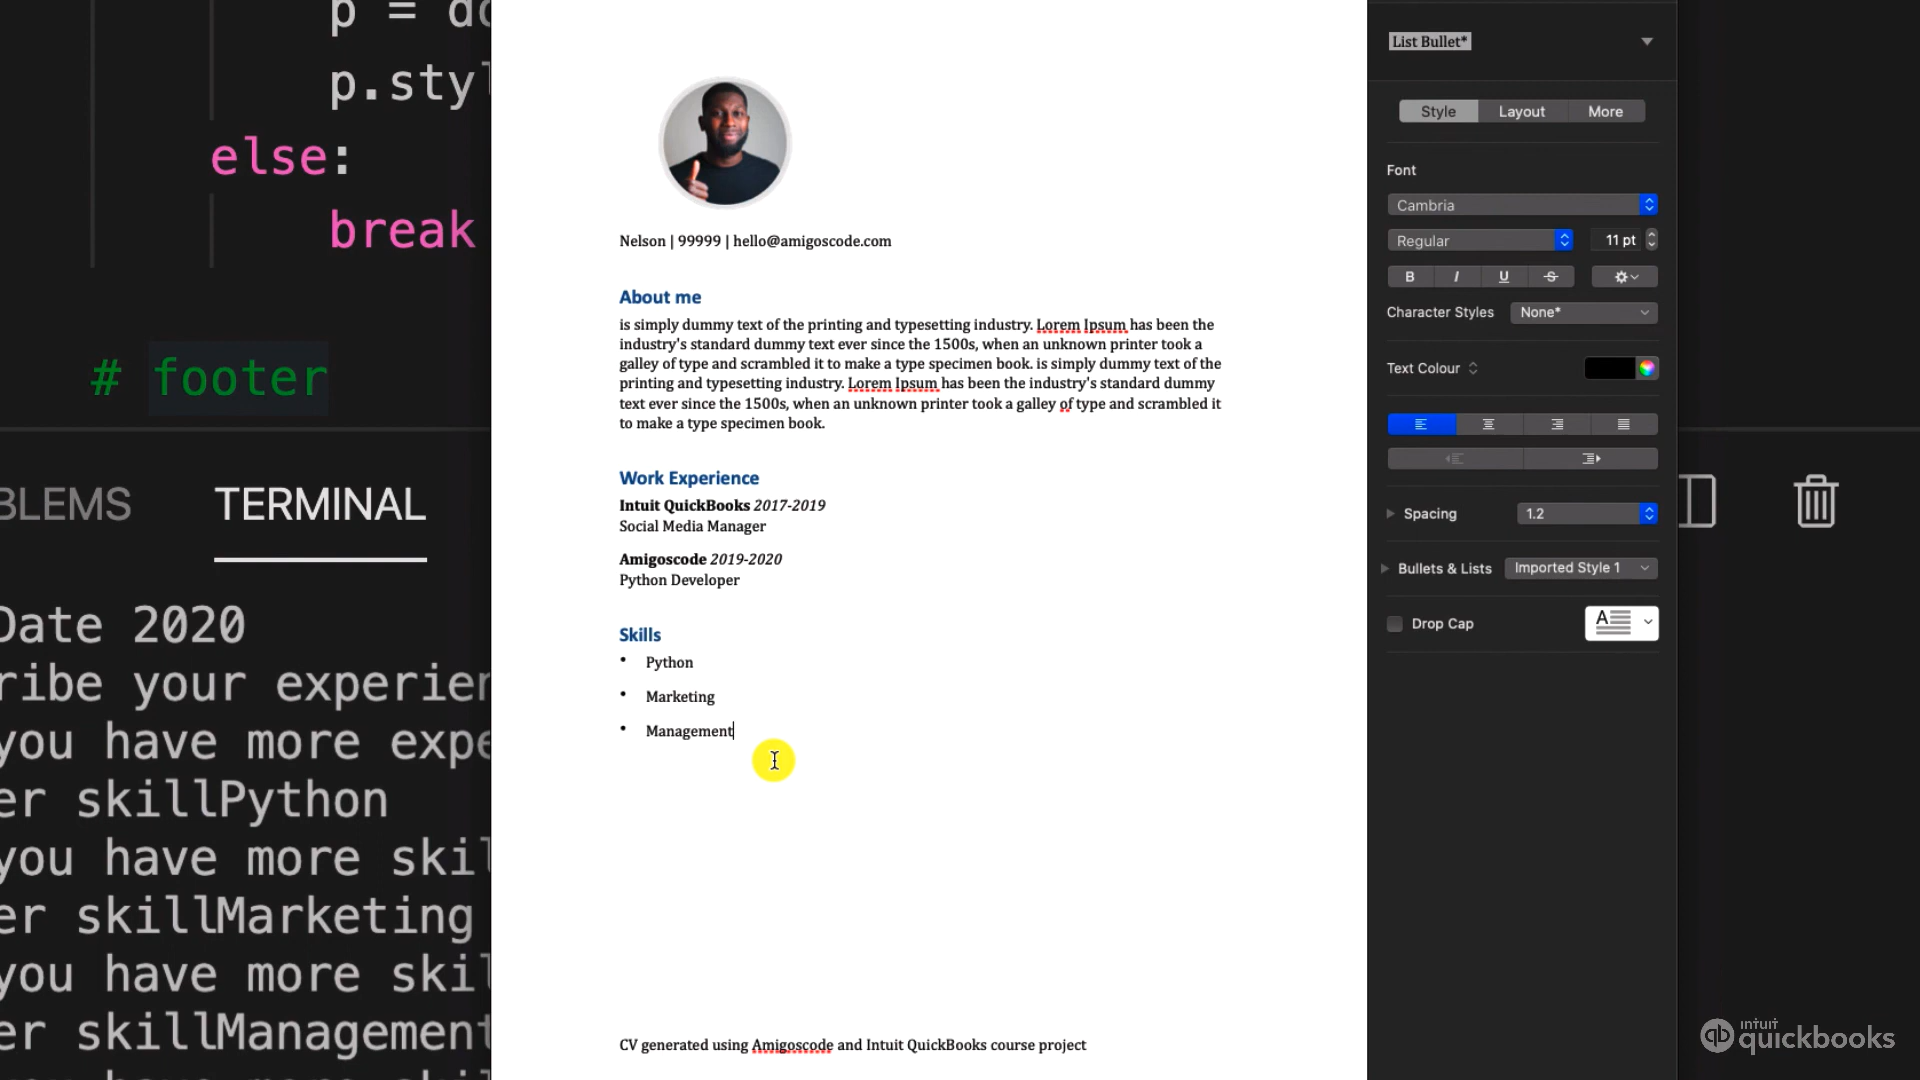 p = do
p.styl
else:
break
# footer
BLEMS
TERMINAL
Date 2020
ribe your experien
you have more expe
er skillPython
you have more skil
er skillMarketing
you have more skil
er skillManagement
Nelson | 99999 | hello@amigoscode.com
About me
is simply dummy text of the printing and typesetting industry. Lorem Ipsum has been the
industry's standard dummy text ever since the 1500s, when an unknown printer took a
galley of type and scrambled it to make a type specimen book. is simply dummy text of the
printing and typesetting industry. Lorem Ipsum has been the industry's standard dummy
text ever since the 1500s, when an unknown printer took a galley of type and scrambled it
to make a type specimen book.
Work Experience
Intuit QuickBooks 2017-2019
Social Media Manager
Amigoscode 2019-2020
Python Developer
Skills
• Python
• Marketing
• Management
CV generated using Amigoscode and Intuit QuickBooks course project
List Bullet*
Style Layout More
Font
Cambria
Regular 11 pt
B I U S
Character Styles None*
Text Colour
Spacing 1.2
Bullets & Lists Imported Style 1
Drop Cap A
qb intuit quickbooks